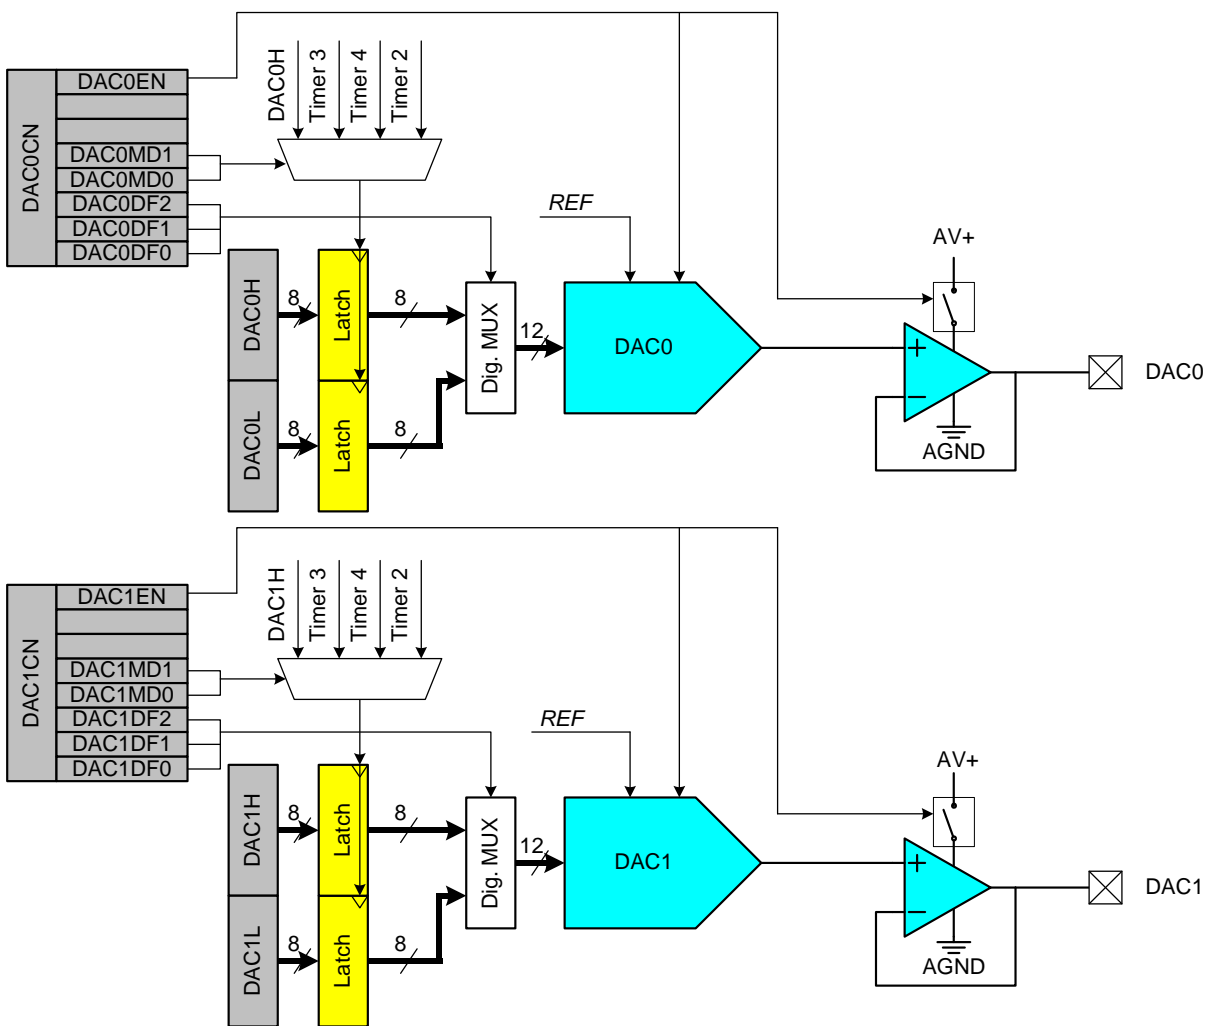 DAC0CN
DAC0EN
DAC0MD1
DAC0MD0
DAC0DF2
DAC0DF1
DAC0DF0
DAC0H
Timer 3
Timer 4
Timer 2
REF
AV+
DAC0H
8
Latch
8
Dig. MUX
12
DAC0
+
−
DAC0
DAC0L
8
Latch
8
AGND
DAC1CN
DAC1EN
DAC1MD1
DAC1MD0
DAC1DF2
DAC1DF1
DAC1DF0
DAC1H
Timer 3
Timer 4
Timer 2
REF
AV+
DAC1H
8
Latch
8
Dig. MUX
12
DAC1
+
−
DAC1
DAC1L
8
Latch
8
AGND